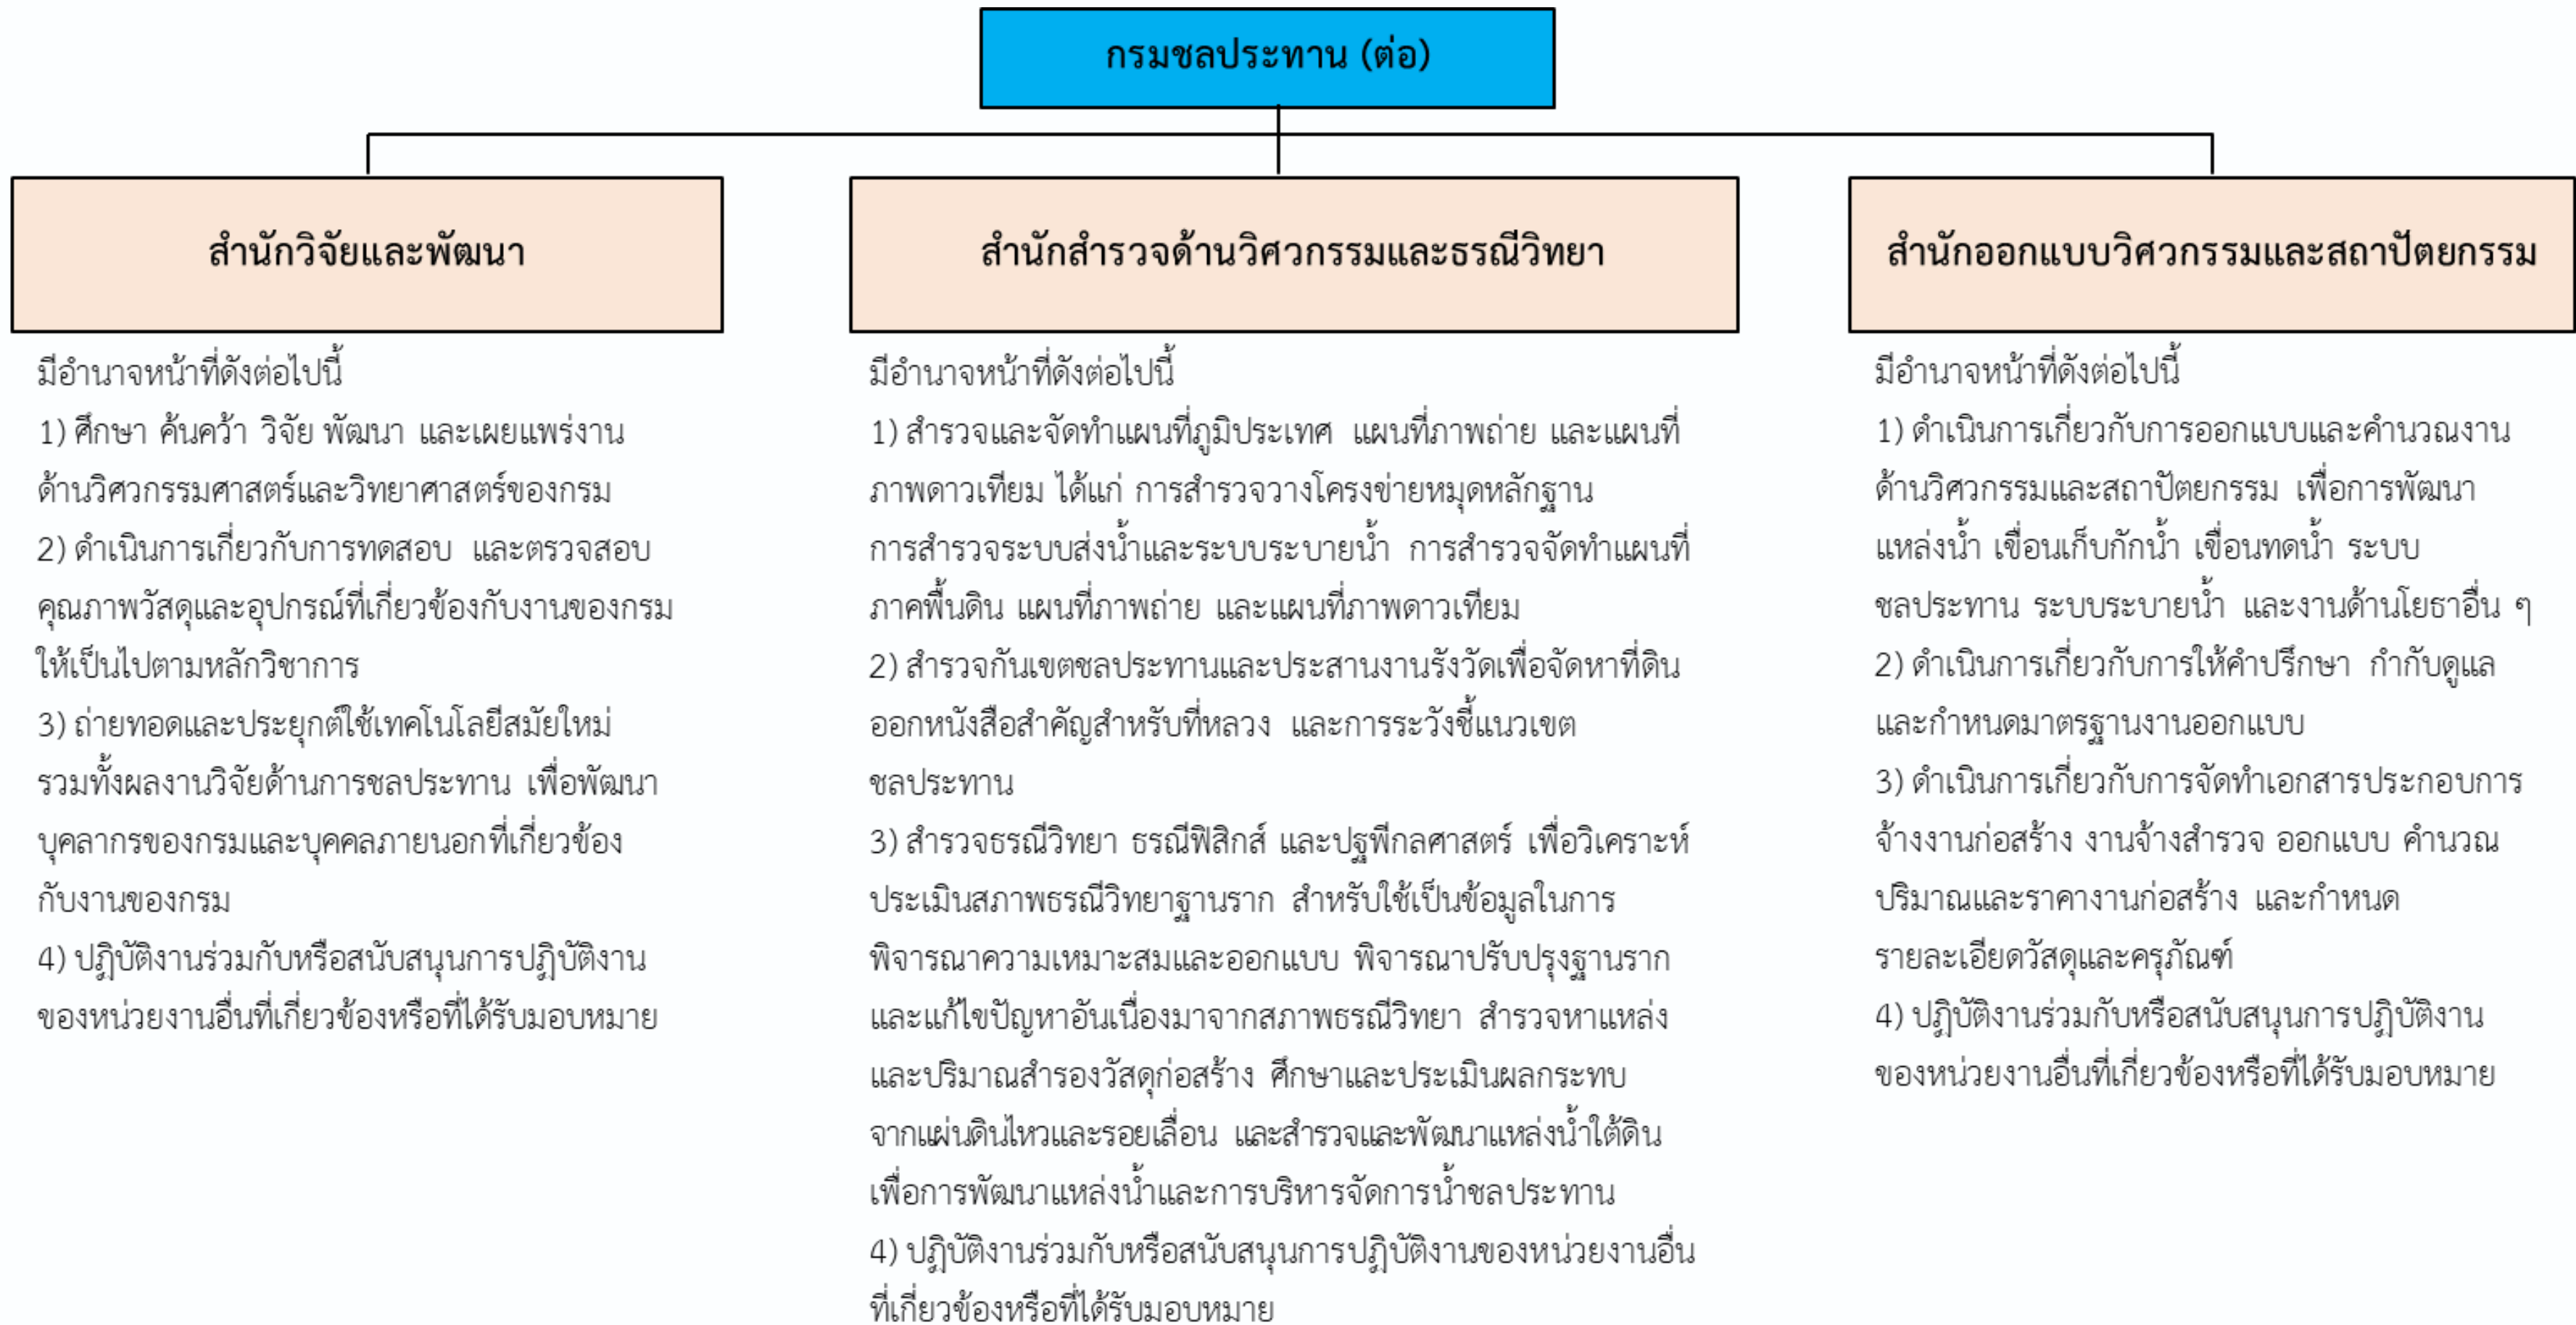 กรมชลประทาน (ต่อ)
สำนักวิจัยและพัฒนา
มีอำนาจหน้าที่ดังต่อไปนี้
1) ศึกษา ค้นคว้า วิจัย พัฒนา และเผยแพร่งาน
ด้านวิศวกรรมศาสตร์และวิทยาศาสตร์ของกรม
2) ดำเนินการเกี่ยวกับการทดสอบ และตรวจสอบ
คุณภาพวัสดุและอุปกรณ์ที่เกี่ยวข้องกับงานของกรม
ให้เป็นไปตามหลักวิชาการ
3) ถ่ายทอดและประยุกต์ใช้เทคโนโลยีสมัยใหม่
รวมทั้งผลงานวิจัยด้านการชลประทาน เพื่อพัฒนา
บุคลากรของกรมและบุคคลภายนอกที่เกี่ยวข้อง
กับงานของกรม
4) ปฏิบัติงานร่วมกับหรือสนับสนุนการปฏิบัติงาน
ของหน่วยงานอื่นที่เกี่ยวข้องหรือที่ได้รับมอบหมาย
สำนักสำรวจด้านวิศวกรรมและธรณีวิทยา
มีอำนาจหน้าที่ดังต่อไปนี้
1) สำรวจและจัดทำแผนที่ภูมิประเทศ แผนที่ภาพถ่าย และแผนที่
ภาพดาวเทียม ได้แก่ การสำรวจวางโครงข่ายหมุดหลักฐาน
การสำรวจระบบส่งน้ำและระบบระบายน้ำ การสำรวจจัดทำแผนที่
ภาคพื้นดิน แผนที่ภาพถ่าย และแผนที่ภาพดาวเทียม
2) สำรวจกันเขตชลประทานและประสานงานรังวัดเพื่อจัดหาที่ดิน
ออกหนังสือสำคัญสำหรับที่หลวง และการระวังชี้แนวเขต
ชลประทาน
3) สำรวจธรณีวิทยา ธรณีฟิสิกส์ และปฐพีกลศาสตร์ เพื่อวิเคราะห์
ประเมินสภาพธรณีวิทยาฐานราก สำหรับใช้เป็นข้อมูลในการ
พิจารณาความเหมาะสมและออกแบบ พิจารณาปรับปรุงฐานราก
และแก้ไขปัญหาอันเนื่องมาจากสภาพธรณีวิทยา สำรวจหาแหล่ง
และปริมาณสำรองวัสดุก่อสร้าง ศึกษาและประเมินผลกระทบ
จากแผ่นดินไหวและรอยเลื่อน และสำรวจและพัฒนาแหล่งน้ำใต้ดิน
เพื่อการพัฒนาแหล่งน้ำและการบริหารจัดการน้ำชลประทาน
4) ปฏิบัติงานร่วมกับหรือสนับสนุนการปฏิบัติงานของหน่วยงานอื่น
ที่เกี่ยวข้องหรือที่ได้รับมอบหมาย
สำนักออกแบบวิศวกรรมและสถาปัตยกรรม
มีอำนาจหน้าที่ดังต่อไปนี้
1) ดำเนินการเกี่ยวกับการออกแบบและคำนวณงาน
ด้านวิศวกรรมและสถาปัตยกรรม เพื่อการพัฒนา
แหล่งน้ำ เขื่อนเก็บกักน้ำ เขื่อนทดน้ำ ระบบ
ชลประทาน ระบบระบายน้ำ และงานด้านโยธาอื่น ๆ
2) ดำเนินการเกี่ยวกับการให้คำปรึกษา กำกับดูแล
และกำหนดมาตรฐานงานออกแบบ
3) ดำเนินการเกี่ยวกับการจัดทำเอกสารประกอบการ
จ้างงานก่อสร้าง งานจ้างสำรวจ ออกแบบ คำนวณ
ปริมาณและราคางานก่อสร้าง และกำหนด
รายละเอียดวัสดุและครุภัณฑ์
4) ปฏิบัติงานร่วมกับหรือสนับสนุนการปฏิบัติงาน
ของหน่วยงานอื่นที่เกี่ยวข้องหรือที่ได้รับมอบหมาย